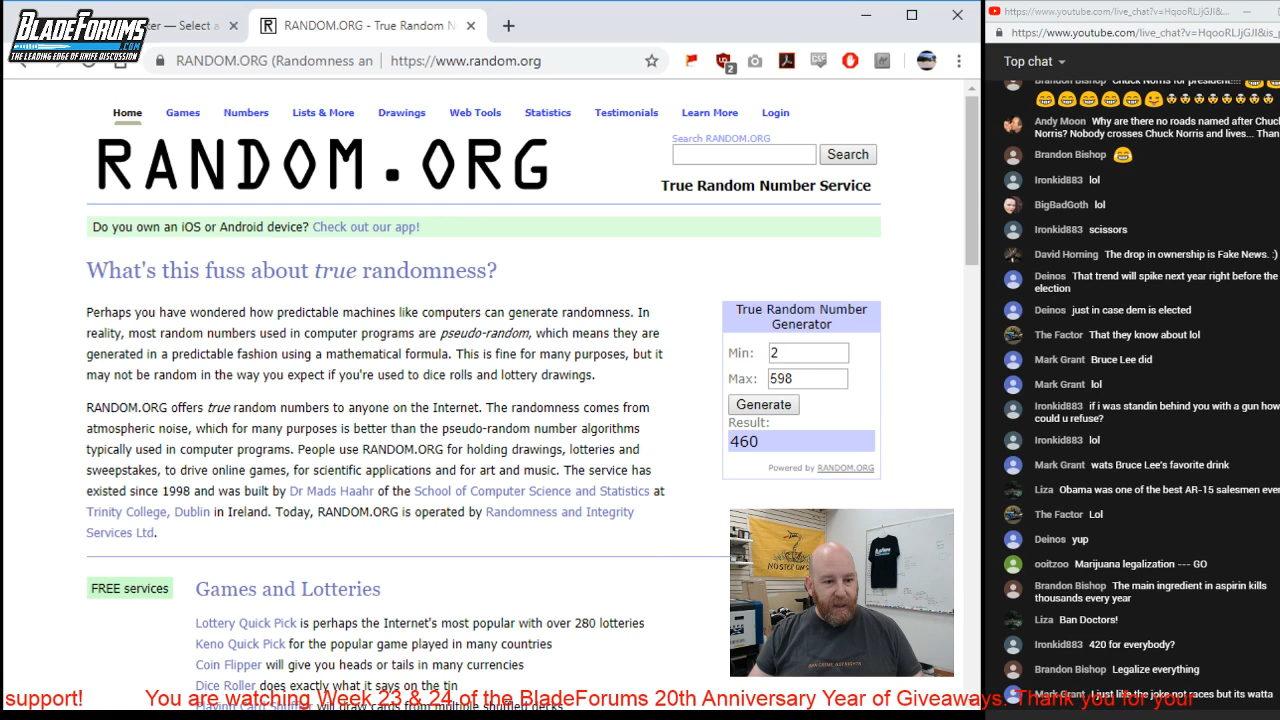 BLADEFORUMS
.COM
THE LEADING EDGE OF KNIFE DISCUSSION
ker — Select a
RANDOM.ORG - True Random N
RANDOM.ORG (Randomness an
https://www.random.org
2
Home Games Numbers Lists & More Drawings Web Tools Statistics Testimonials Learn More Login
RANDOM.ORG
Search RANDOM.ORG
Search
True Random Number Service
Do you own an iOS or Android device? Check out our app!
What's this fuss about true randomness?
Perhaps you have wondered how predictable machines like computers can generate randomness. In
reality, most random numbers used in computer programs are pseudo-random, which means they are
generated in a predictable fashion using a mathematical formula. This is fine for many purposes, but it
may not be random in the way you expect if you're used to dice rolls and lottery drawings.
RANDOM.ORG offers true random numbers to anyone on the Internet. The randomness comes from
atmospheric noise, which for many purposes is better than the pseudo-random number algorithms
typically used in computer programs. People use RANDOM.ORG for holding drawings, lotteries and
sweepstakes, to drive online games, for scientific applications and for art and music. The service has
existed since 1998 and was built by Dr Mads Haahr of the School of Computer Science and Statistics at
Trinity College, Dublin in Ireland. Today, RANDOM.ORG is operated by Randomness and Integrity
Services Ltd.
True Random Number
Generator
Min: 2
Max: 598
Generate
Result:
460
Powered by RANDOM.ORG
FREE services
Games and Lotteries
Lottery Quick Pick is perhaps the Internet's most popular with over 280 lotteries
Keno Quick Pick for the popular game played in many countries
Coin Flipper will give you heads or tails in many currencies
Dice Roller does exactly what it says on the tin
Playing Card Shuffler will draw cards from multiple shuffled decks
support! You are watching Week 23 & 24 of the BladeForums 20th Anniversary Year of Giveaways. Thank you for your
https://www.youtube.com/live_chat?v=HqooRLJjGJI&is_
https://www.youtube.com/live_chat?v=HqooRLJjGJI&is_p
Top chat
Brandon Bishop Chuck Norris for president!!!!
Andy Moon Why are there no roads named after Chuck
Norris? Nobody crosses Chuck Norris and lives... Than
Brandon Bishop
Ironkid883 lol
BigBadGoth lol
Ironkid883 scissors
David Horning The drop in ownership is Fake News. :)
Deinos That trend will spike next year right before the
election
Deinos just in case dem is elected
The Factor That they know about lol
Mark Grant Bruce Lee did
Mark Grant lol
Ironkid883 if i was standin behind you with a gun how
could u refuse?
Ironkid883 lol
Mark Grant wats Bruce Lee's favorite drink
Liza Obama was one of the best AR-15 salesmen ever
The Factor Lol
Deinos yup
ooitzoo Marijuana legalization --- GO
Brandon Bishop The main ingredient in aspirin kills
thousands every year
Liza Ban Doctors!
Ironkid883 420 for everybody?
Brandon Bishop Legalize everything
Mark Grant I just like the joke not races but its watta